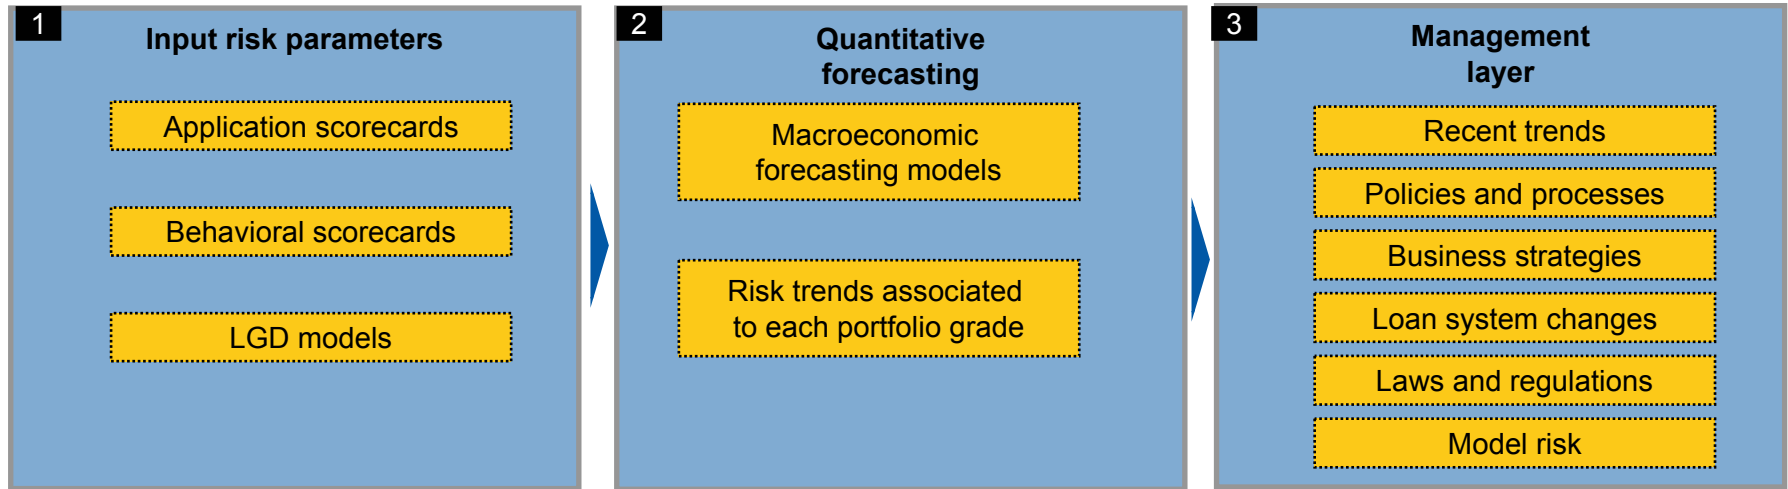 1
Input risk parameters
Application scorecards
Behavioral scorecards
LGD models
2
Quantitative
forecasting
Macroeconomic
forecasting models
Risk trends associated
to each portfolio grade
3
Management
layer
Recent trends
Policies and processes
Business strategies
Loan system changes
Laws and regulations
Model risk